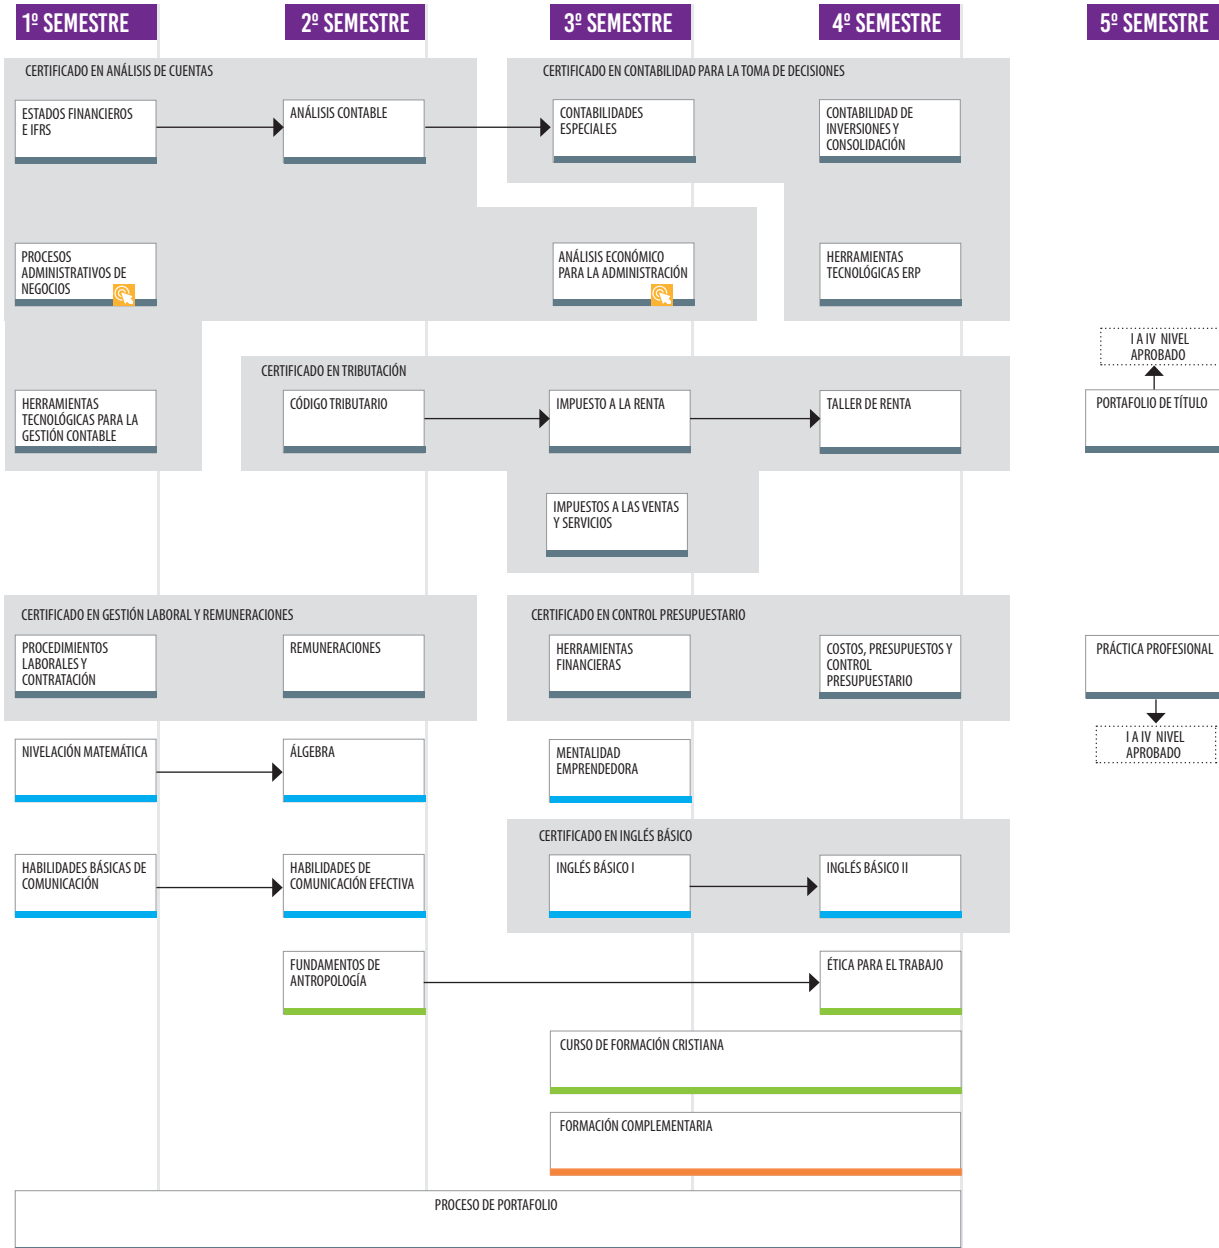 1º SEMESTRE
2º SEMESTRE
3º SEMESTRE
4º SEMESTRE
5º SEMESTRE
CERTIFICADO EN ANÁLISIS DE CUENTAS
CERTIFICADO EN CONTABILIDAD PARA LA TOMA DE DECISIONES
ESTADOS FINANCIEROS
E IFRS
ANÁLISIS CONTABLE
CONTABILIDADES
ESPECIALES
CONTABILIDAD DE
INVERSIONES Y
CONSOLIDACIÓN
PROCESOS
ADMINISTRATIVOS DE
NEGOCIOS
ANÁLISIS ECONÓMICO
PARA LA ADMINISTRACIÓN
HERRAMIENTAS
TECNOLÓGICAS ERP
I A IV NIVEL
APROBADO
CERTIFICADO EN TRIBUTACIÓN
HERRAMIENTAS
TECNOLÓGICAS PARA LA
GESTIÓN CONTABLE
CÓDIGO TRIBUTARIO
IMPUESTO A LA RENTA
TALLER DE RENTA
PORTAFOLIO DE TÍTULO
IMPUESTOS A LAS VENTAS
Y SERVICIOS
CERTIFICADO EN GESTIÓN LABORAL Y REMUNERACIONES
CERTIFICADO EN CONTROL PRESUPUESTARIO
PROCEDIMIENTOS
LABORALES Y
CONTRATACIÓN
REMUNERACIONES
HERRAMIENTAS
FINANCIERAS
COSTOS, PRESUPUESTOS Y
CONTROL
PRESUPUESTARIO
PRÁCTICA PROFESIONAL
I A IV NIVEL
APROBADO
NIVELACIÓN MATEMÁTICA
ÁLGEBRA
MENTALIDAD
EMPRENDEDORA
CERTIFICADO EN INGLÉS BÁSICO
HABILIDADES BÁSICAS DE
COMUNICACIÓN
HABILIDADES DE
COMUNICACIÓN EFECTIVA
INGLÉS BÁSICO I
INGLÉS BÁSICO II
FUNDAMENTOS DE
ANTROPOLOGÍA
ÉTICA PARA EL TRABAJO
CURSO DE FORMACIÓN CRISTIANA
FORMACIÓN COMPLEMENTARIA
PROCESO DE PORTAFOLIO